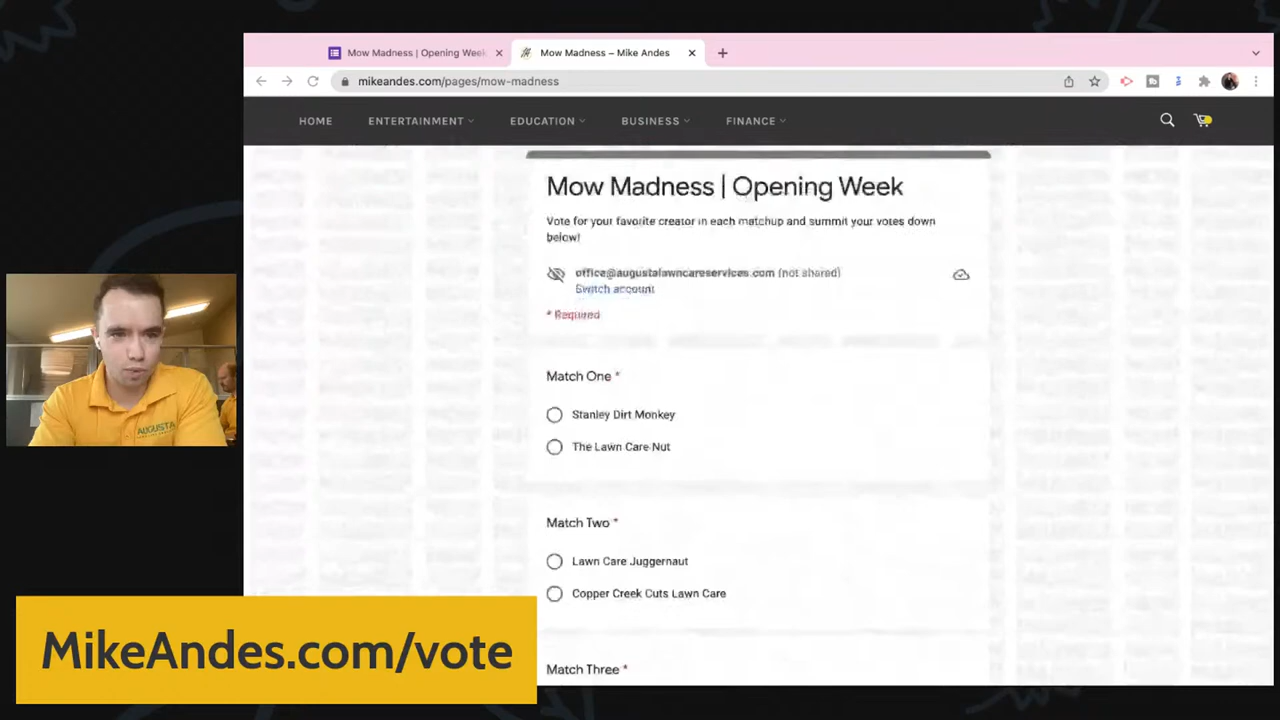 Mow Madness | Opening Week
Mow Madness – Mike Andes
mikeandes.com/pages/mow-madness
HOME ENTERTAINMENT EDUCATION BUSINESS FINANCE
Mow Madness | Opening Week
Vote for your favorite creator in each matchup and summit your votes down
below!
office@augustalawncareservices.com (not shared)
Switch account
* Required
Match One *
Stanley Dirt Monkey
The Lawn Care Nut
Match Two *
Lawn Care Juggernaut
Copper Creek Cuts Lawn Care
Match Three *
AUGUSTA
MikeAndes.com/vote